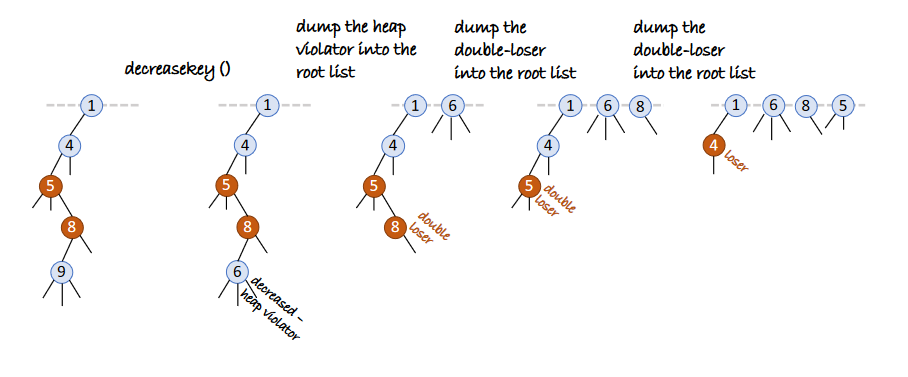 decreasekey ()
dump the heap
violator into the
root list
dump the
double-loser
into the root list
dump the
double-loser
into the root list
1
4
5
8
9
1
4
5
8
6
decreased -
heap violator
1
6
4
5
8
double
loser
1
6
8
4
5
double
loser
1
6
8
5
4
loser